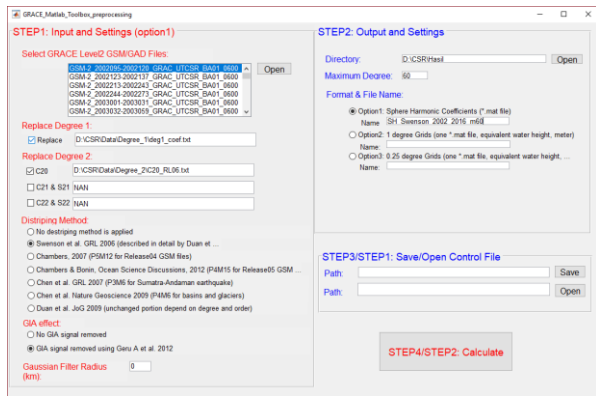 GRACE_Matlab_Toolbox_preprocessing
STEP1: Input and Settings (option1)
Select GRACE Level2 GSM/GAD Files:
GSM-2_2002095-2002120_GRAC_UTCSR_BA01_0600
GSM-2_2002123-2002137_GRAC_UTCSR_BA01_0600
GSM-2_2002213-2002243_GRAC_UTCSR_BA01_0600
GSM-2_2002244-2002273_GRAC_UTCSR_BA01_0600
GSM-2_2003001-2003031_GRAC_UTCSR_BA01_0600
GSM-2_2003032-2003059_GRAC_UTCSR_BA01_0600
Open
Replace Degree 1:
Replace D:\CSR\Data\Degree_1\deg1_coef.txt
Replace Degree 2:
C20 D:\CSR\Data\Degree_2\C20_RL06.txt
C21 & S21 NAN
C22 & S22 NAN
Distriping Method:
No destriping method is applied
Swenson et al. GRL 2006 (described in detail by Duan et ...
Chambers, 2007 (P5M12 for Release04 GSM files)
Chambers & Bonin, Ocean Science Discussions, 2012 (P4M15 for Release05 GSM ...
Chen et al. GRL 2007 (P3M6 for Sumatra-Andaman earthquake)
Chen et al. Nature Geoscience 2009 (P4M6 for basins and glaciers)
Duan et al. JoG 2009 (unchanged portion depend on degree and order)
GIA effect:
No GIA signal removed
GIA signal removed using Geru A et al. 2012
Gaussian Filter Radius 0
(km):
STEP2: Output and Settings
Directory: D:\CSR\Hasil Open
Maximum Degree: 60
Format & File Name:
Option1: Sphere Harmonic Coefficients (*.mat file)
Name SH_Swenson_2002_2016_m60
Option2: 1 degree Grids (one *.mat file, equivalent water height, meter)
Name:
Option3: 0.25 degree Grids (one *.mat file, equivalent water height, ...
Name:
STEP3/STEP1: Save/Open Control File
Path: Save
Path: Open
STEP4/STEP2: Calculate